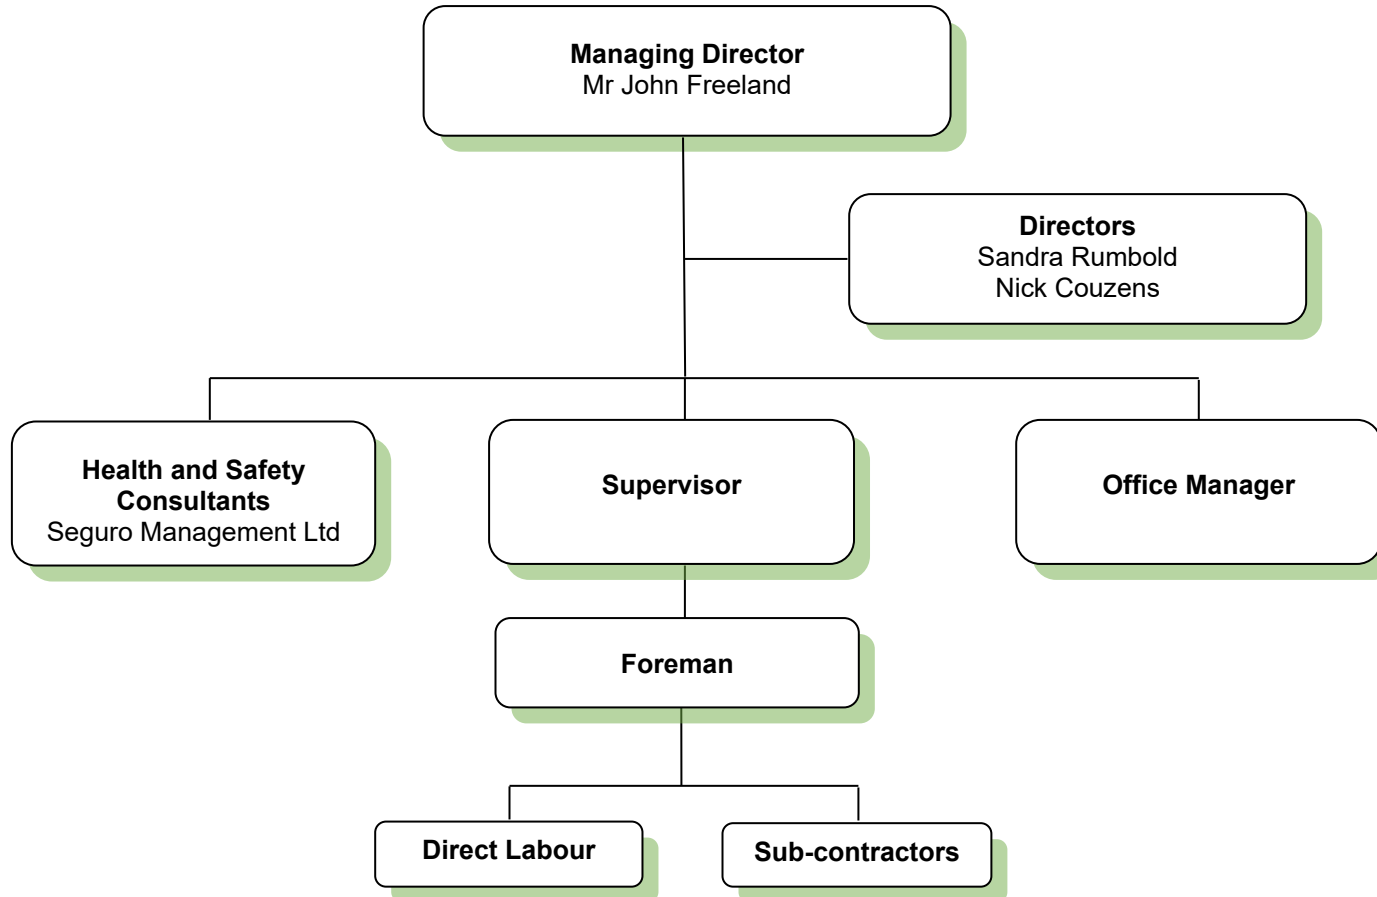 Managing Director
Mr John Freeland
Directors
Sandra Rumbold
Nick Couzens
Health and Safety
Consultants
Seguro Management Ltd
Supervisor
Office Manager
Foreman
Direct Labour
Sub-contractors